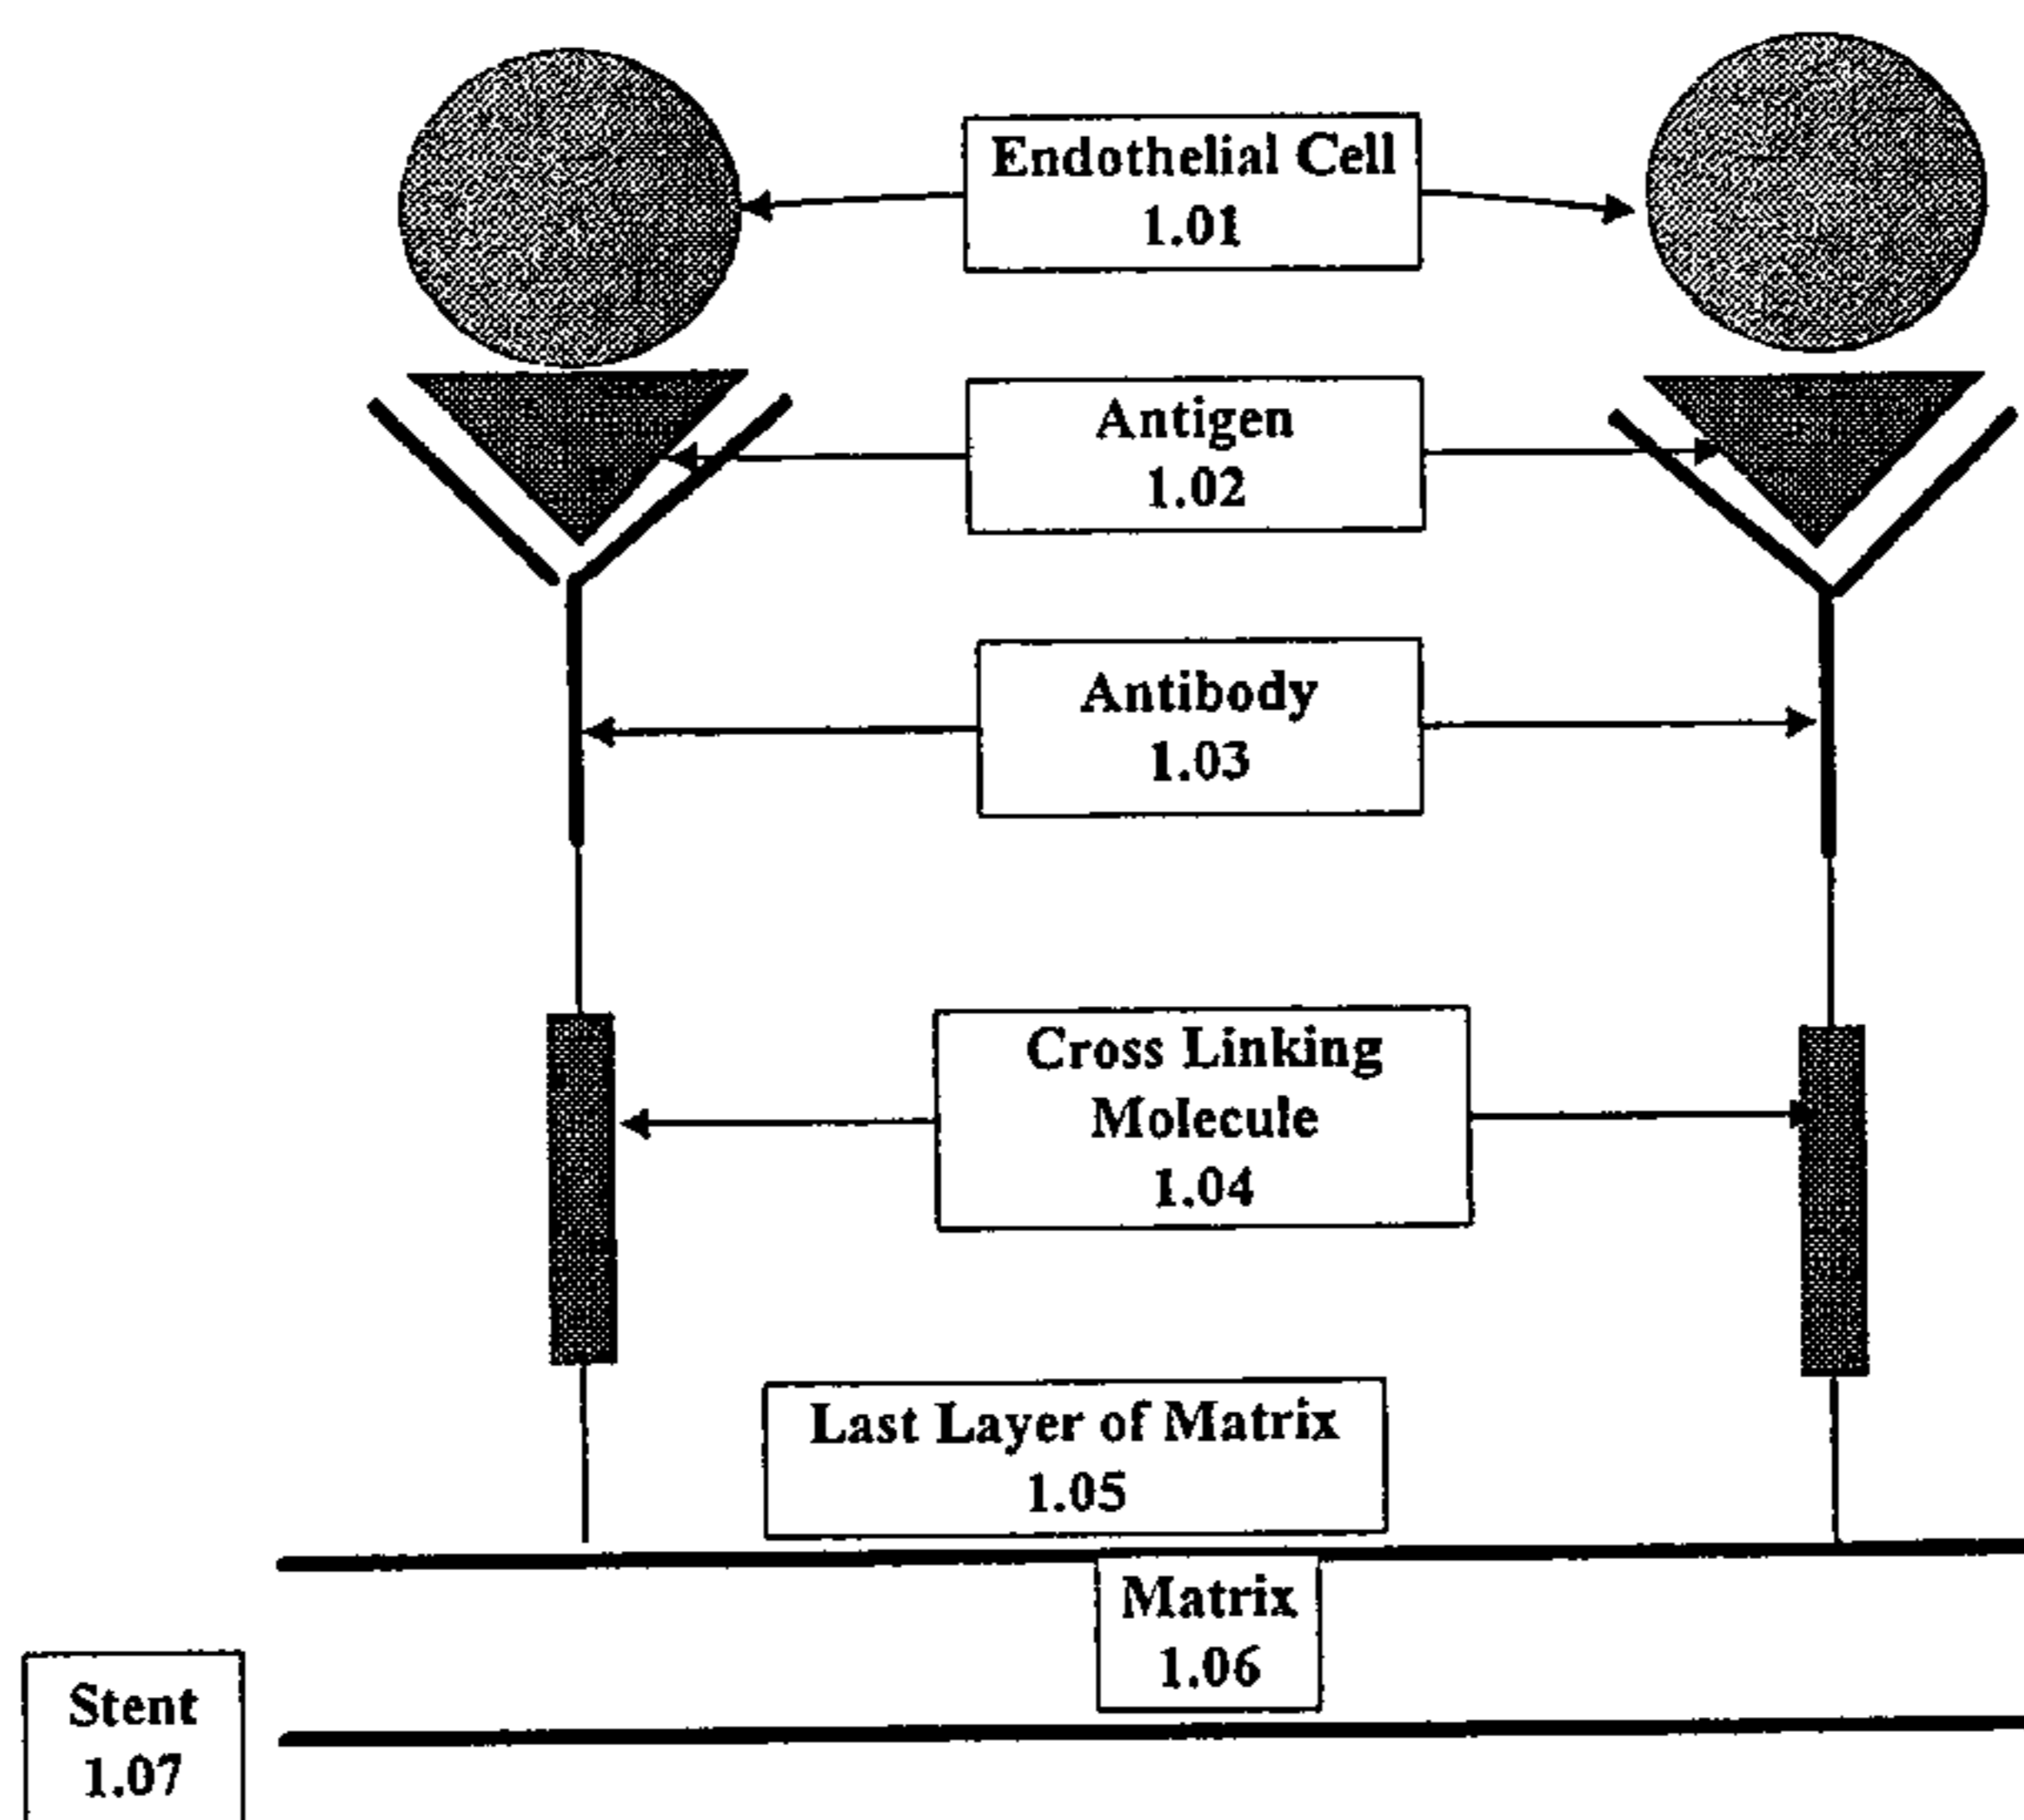 Endothelial Cell
1.01
Antigen
1.02
Antibody
1.03
Cross Linking
Molecule
1.04
Last Layer of Matrix
1.05
Matrix
1.06
Stent
1.07